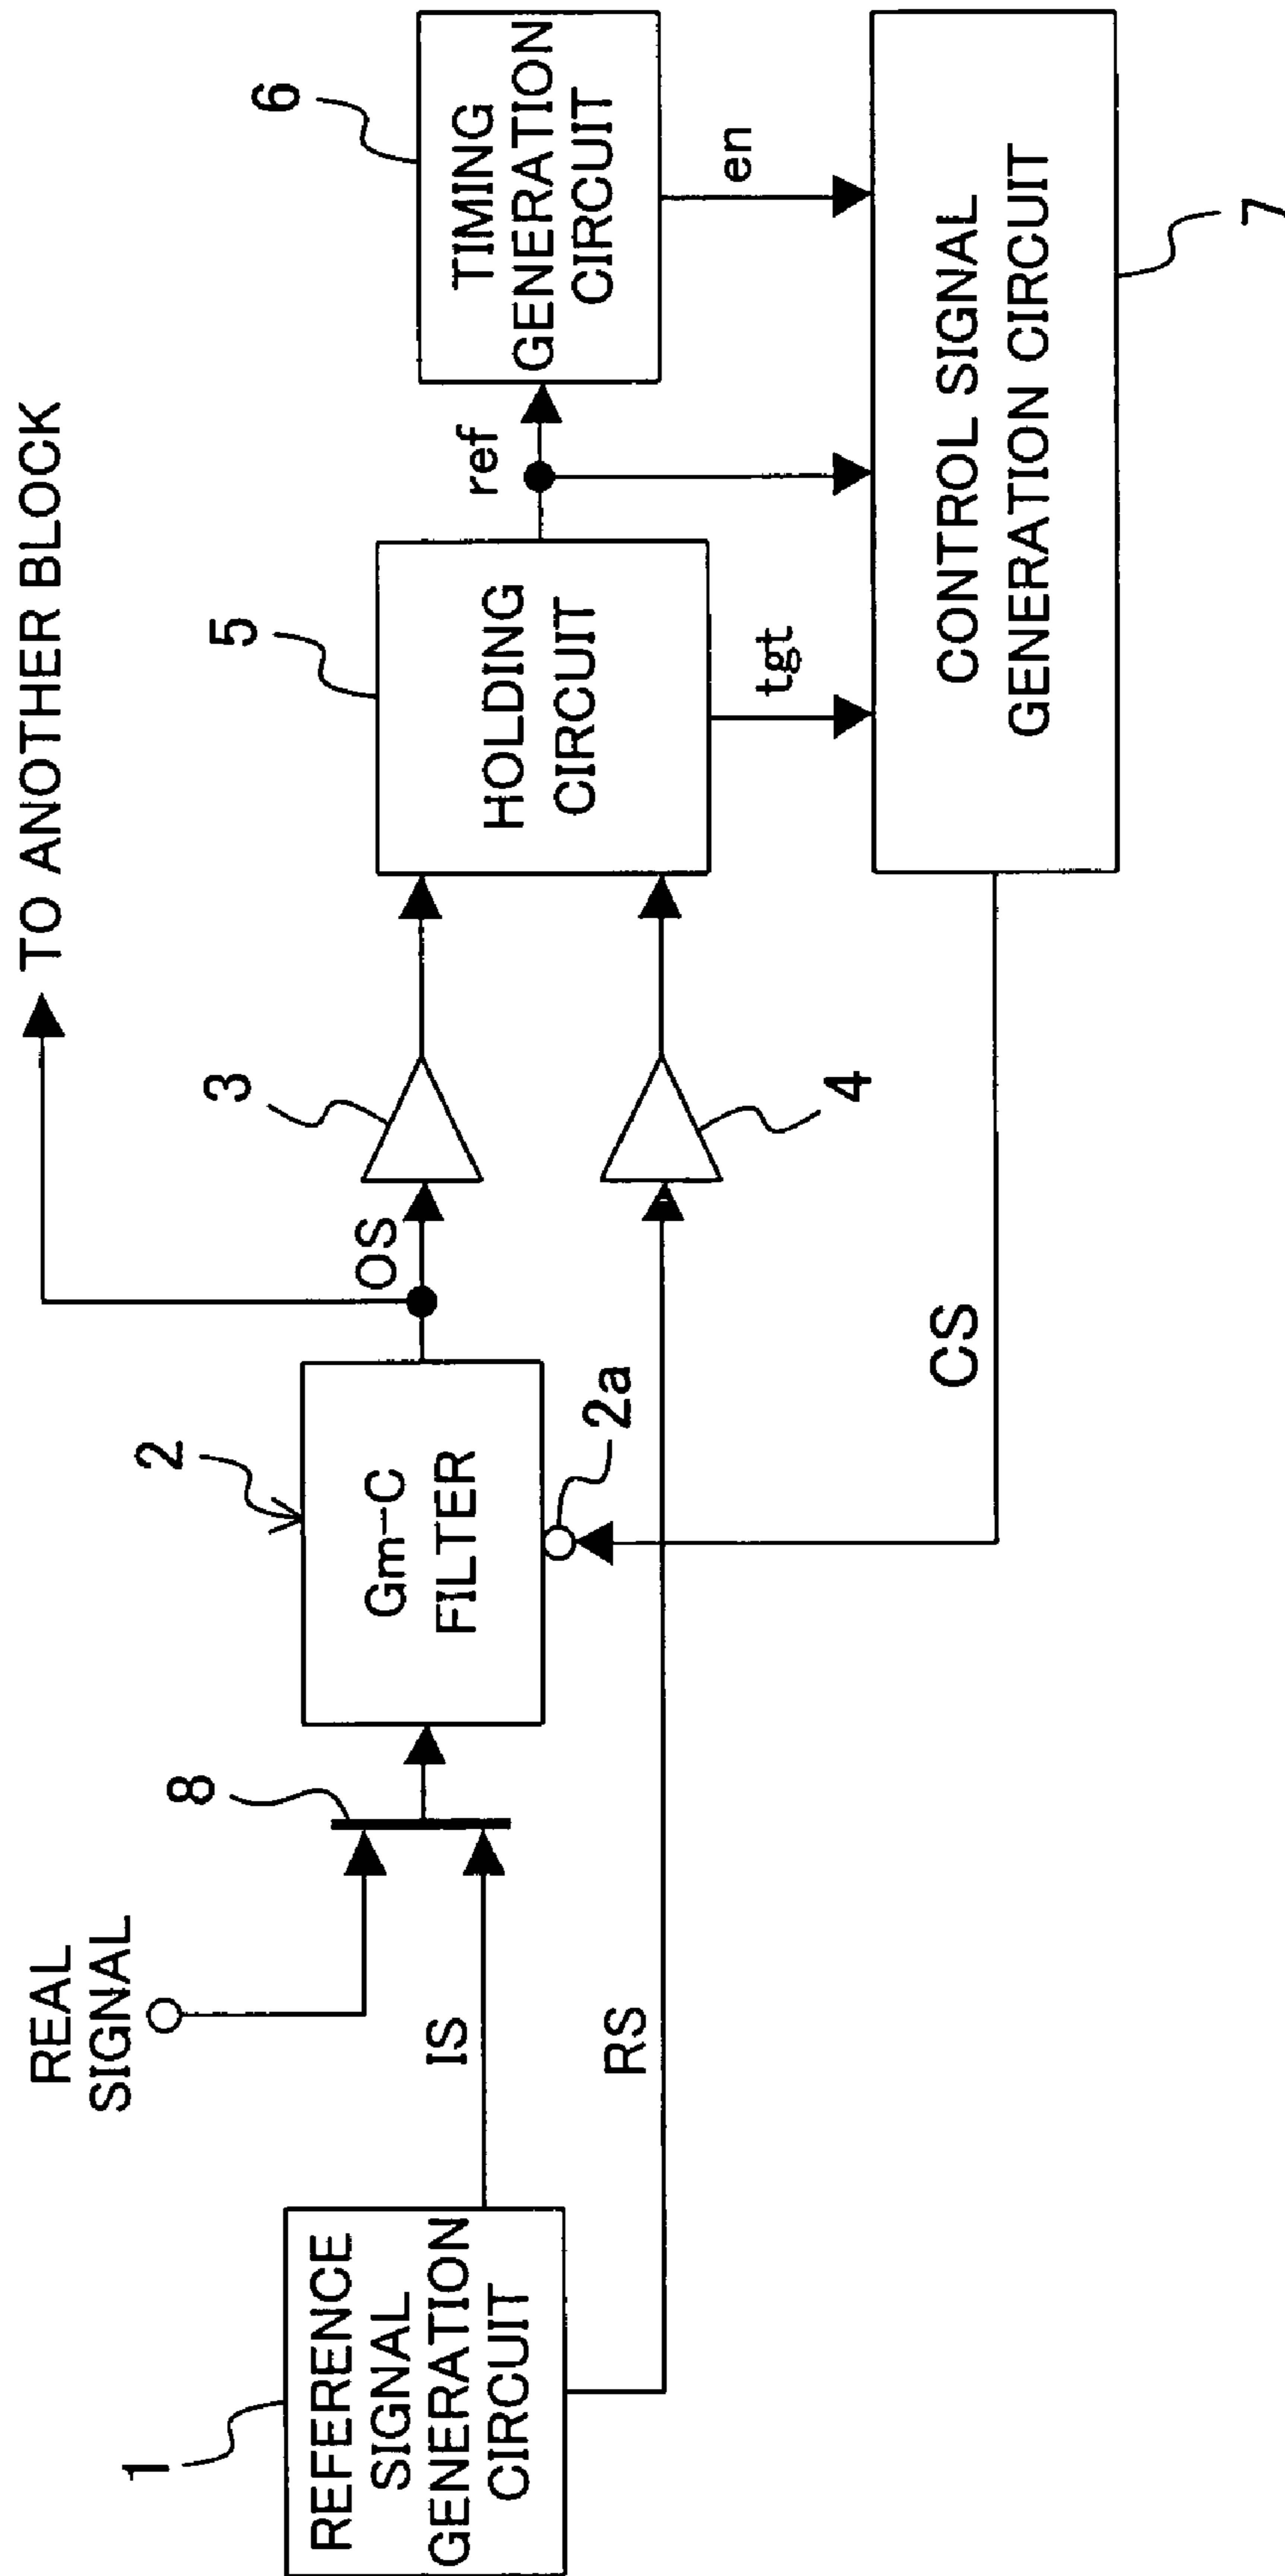 TO ANOTHER BLOCK
REAL
SIGNAL
1
REFERENCE
SIGNAL
GENERATION
CIRCUIT
IS
RS
8
2
Gm-C
FILTER
2a
OS
3
4
CS
5
HOLDING
CIRCUIT
tgt
ref
6
TIMING
GENERATION
CIRCUIT
en
CONTROL SIGNAL
GENERATION CIRCUIT
7